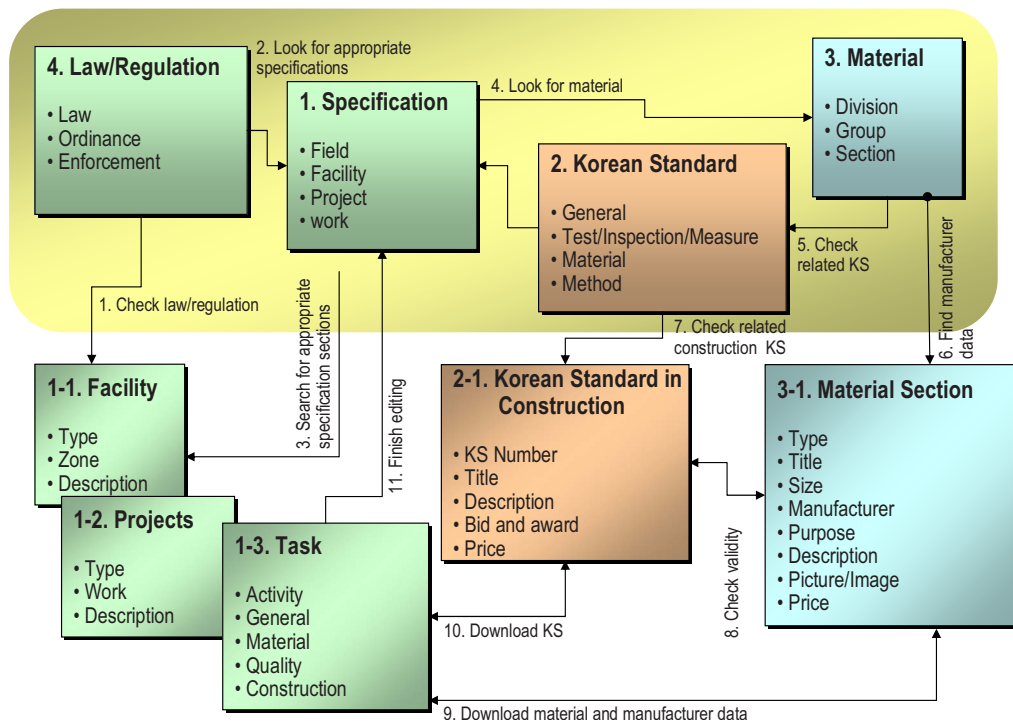 2. Look for appropriate
specifications
4. Law/Regulation
• Law
• Ordinance
• Enforcement
1. Specification
• Field
• Facility
• Project
• work
4. Look for material
3. Material
• Division
• Group
• Section
2. Korean Standard
• General
• Test/Inspection/Measure
• Material
• Method
5. Check
related KS
6. Find manufacturer
data
1. Check law/regulation
7. Check related
construction KS
3. Search for appropriate
specification sections
11. Finish editing
1-1. Facility
• Type
• Zone
• Description
1-2. Projects
• Type
• Work
• Description
1-3. Task
• Activity
• General
• Material
• Quality
• Construction
2-1. Korean Standard in
Construction
• KS Number
• Title
• Description
• Bid and award
• Price
3-1. Material Section
• Type
• Title
• Size
• Manufacturer
• Purpose
• Description
• Picture/Image
• Price
8. Check validity
10. Download KS
9. Download material and manufacturer data